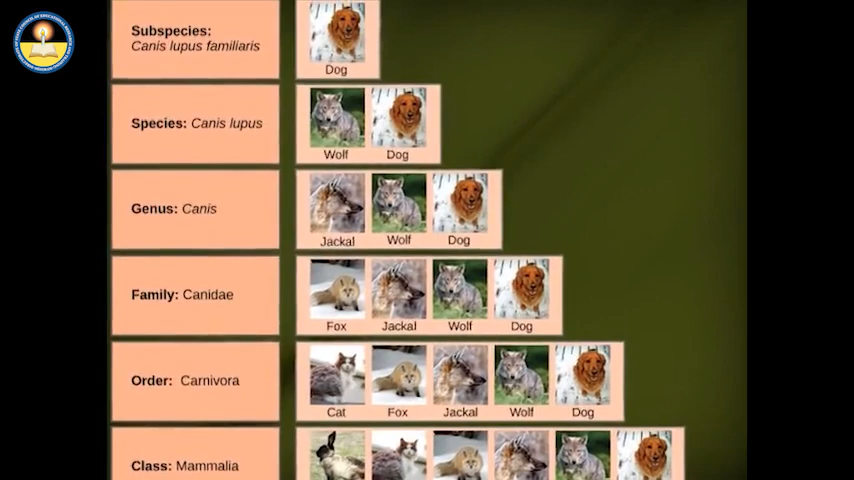 Subspecies:
Canis lupus familiaris
Dog
Species: Canis lupus
Wolf Dog
Genus: Canis
Jackal Wolf Dog
Family: Canidae
Fox Jackal Wolf Dog
Order: Carnivora
Cat Fox Jackal Wolf Dog
Class: Mammalia